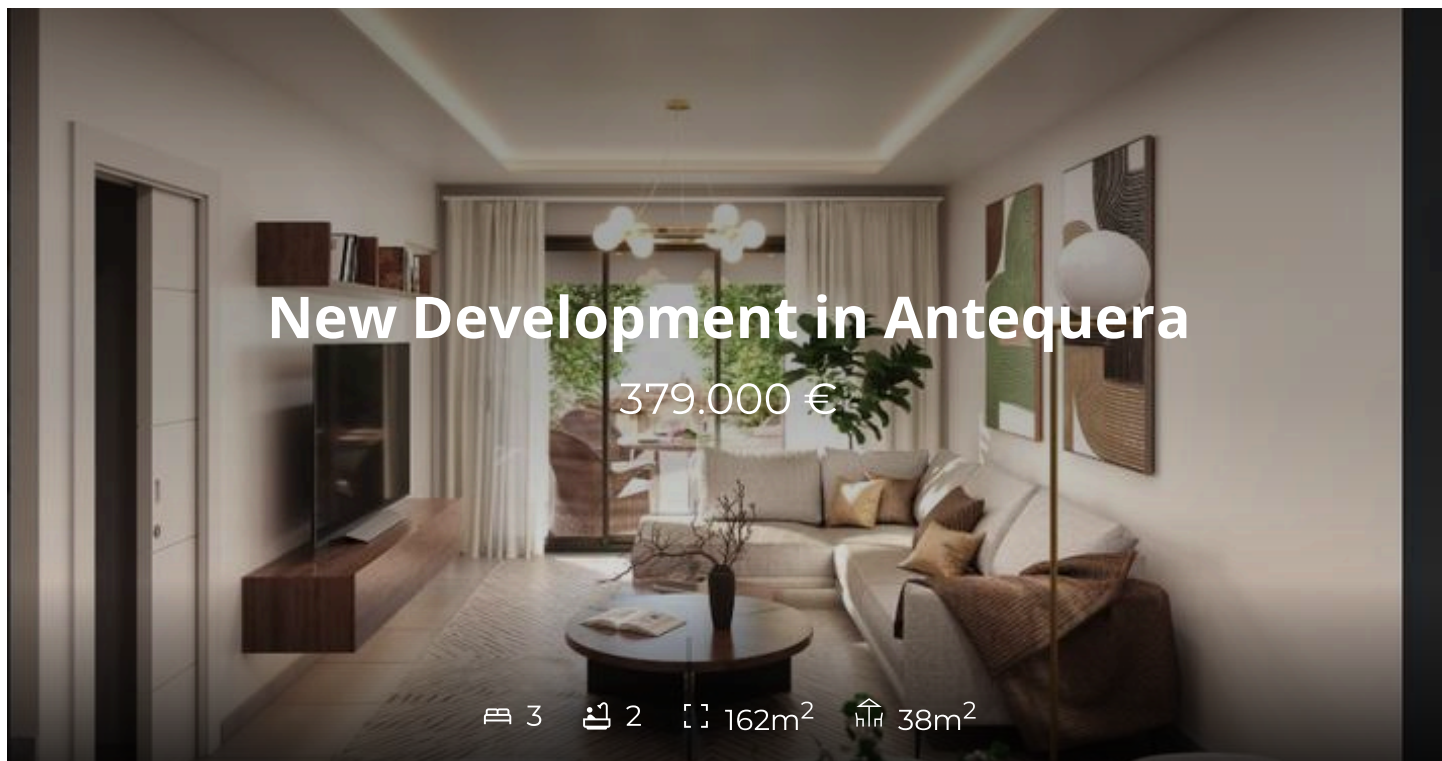 New Development in Antequera
379.000 €
3 2 162m² 38m²